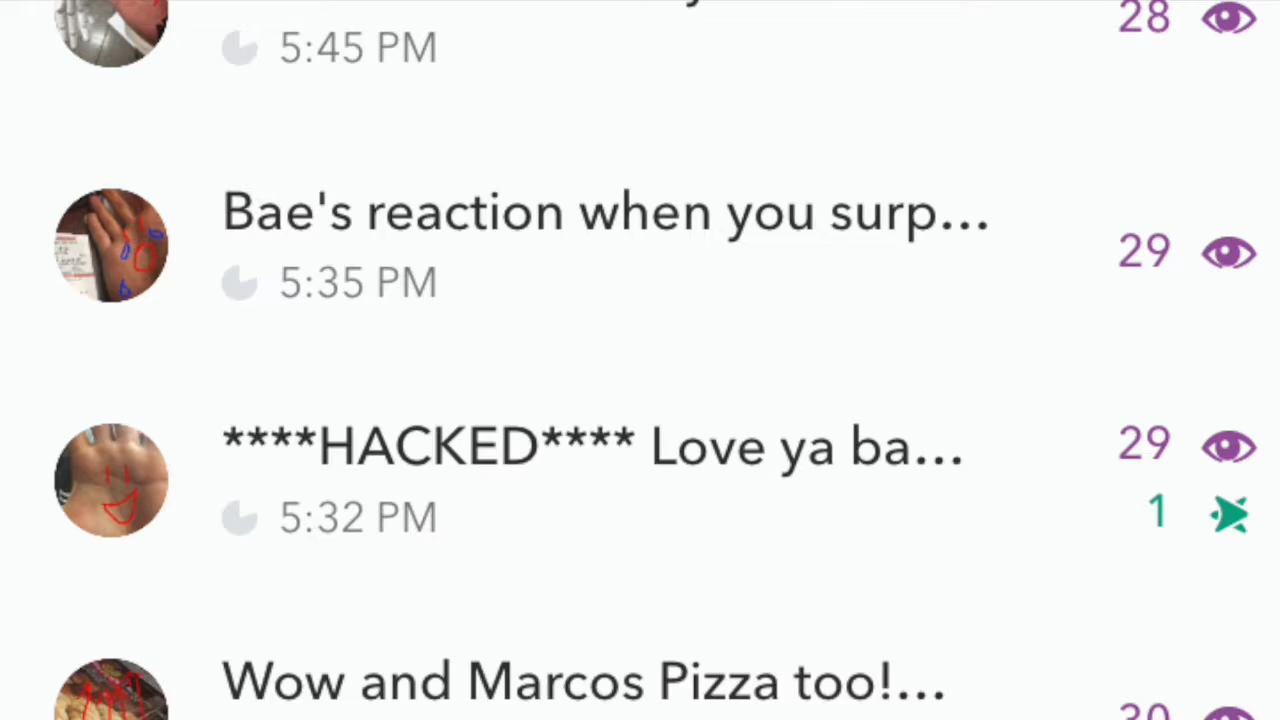 28
5:45 PM
Bae's reaction when you surp...
29
5:35 PM
****HACKED**** Love ya ba...
29
5:32 PM
1
Wow and Marcos Pizza too!...
30